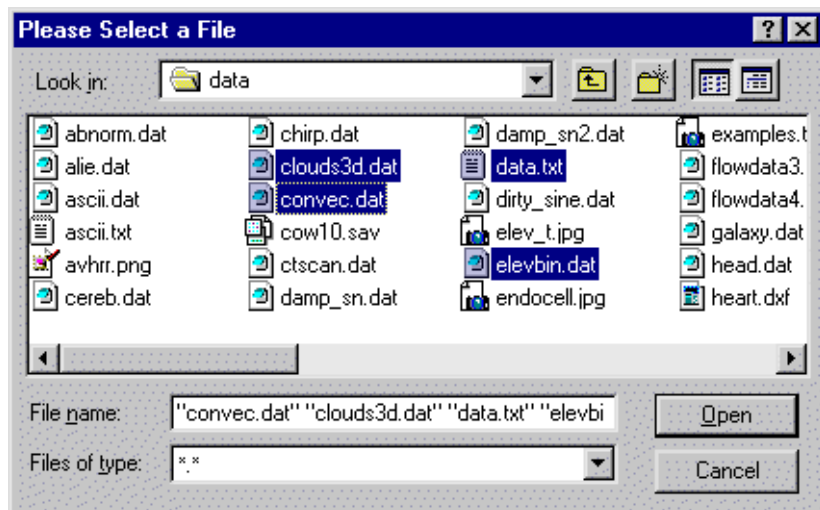 Please Select a File
Look in: data
abnorm.dat chirp.dat damp_sn2.dat examples.t
alie.dat clouds3d.dat data.txt flowdata3.
ascii.dat convec.dat dirty_sine.dat flowdata4.
ascii.txt cow10.sav elev_t.jpg galaxy.dat
avhrr.png ctscan.dat elevbin.dat head.dat
cereb.dat damp_sn.dat endocell.jpg heart.dxf
File name: "convec.dat" "clouds3d.dat" "data.txt" "elevbi Open
Files of type: *.* Cancel